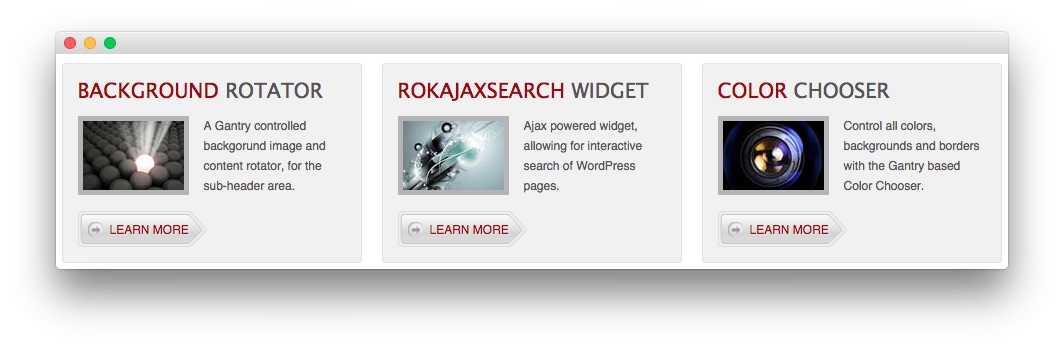 BACKGROUND ROTATOR
A Gantry controlled
backgorund image and
content rotator, for the
sub-header area.
LEARN MORE
ROKAJAXSEARCH WIDGET
Ajax powered widget,
allowing for interactive
search of WordPress
pages.
LEARN MORE
COLOR CHOOSER
Control all colors,
backgrounds and borders
with the Gantry based
Color Chooser.
LEARN MORE